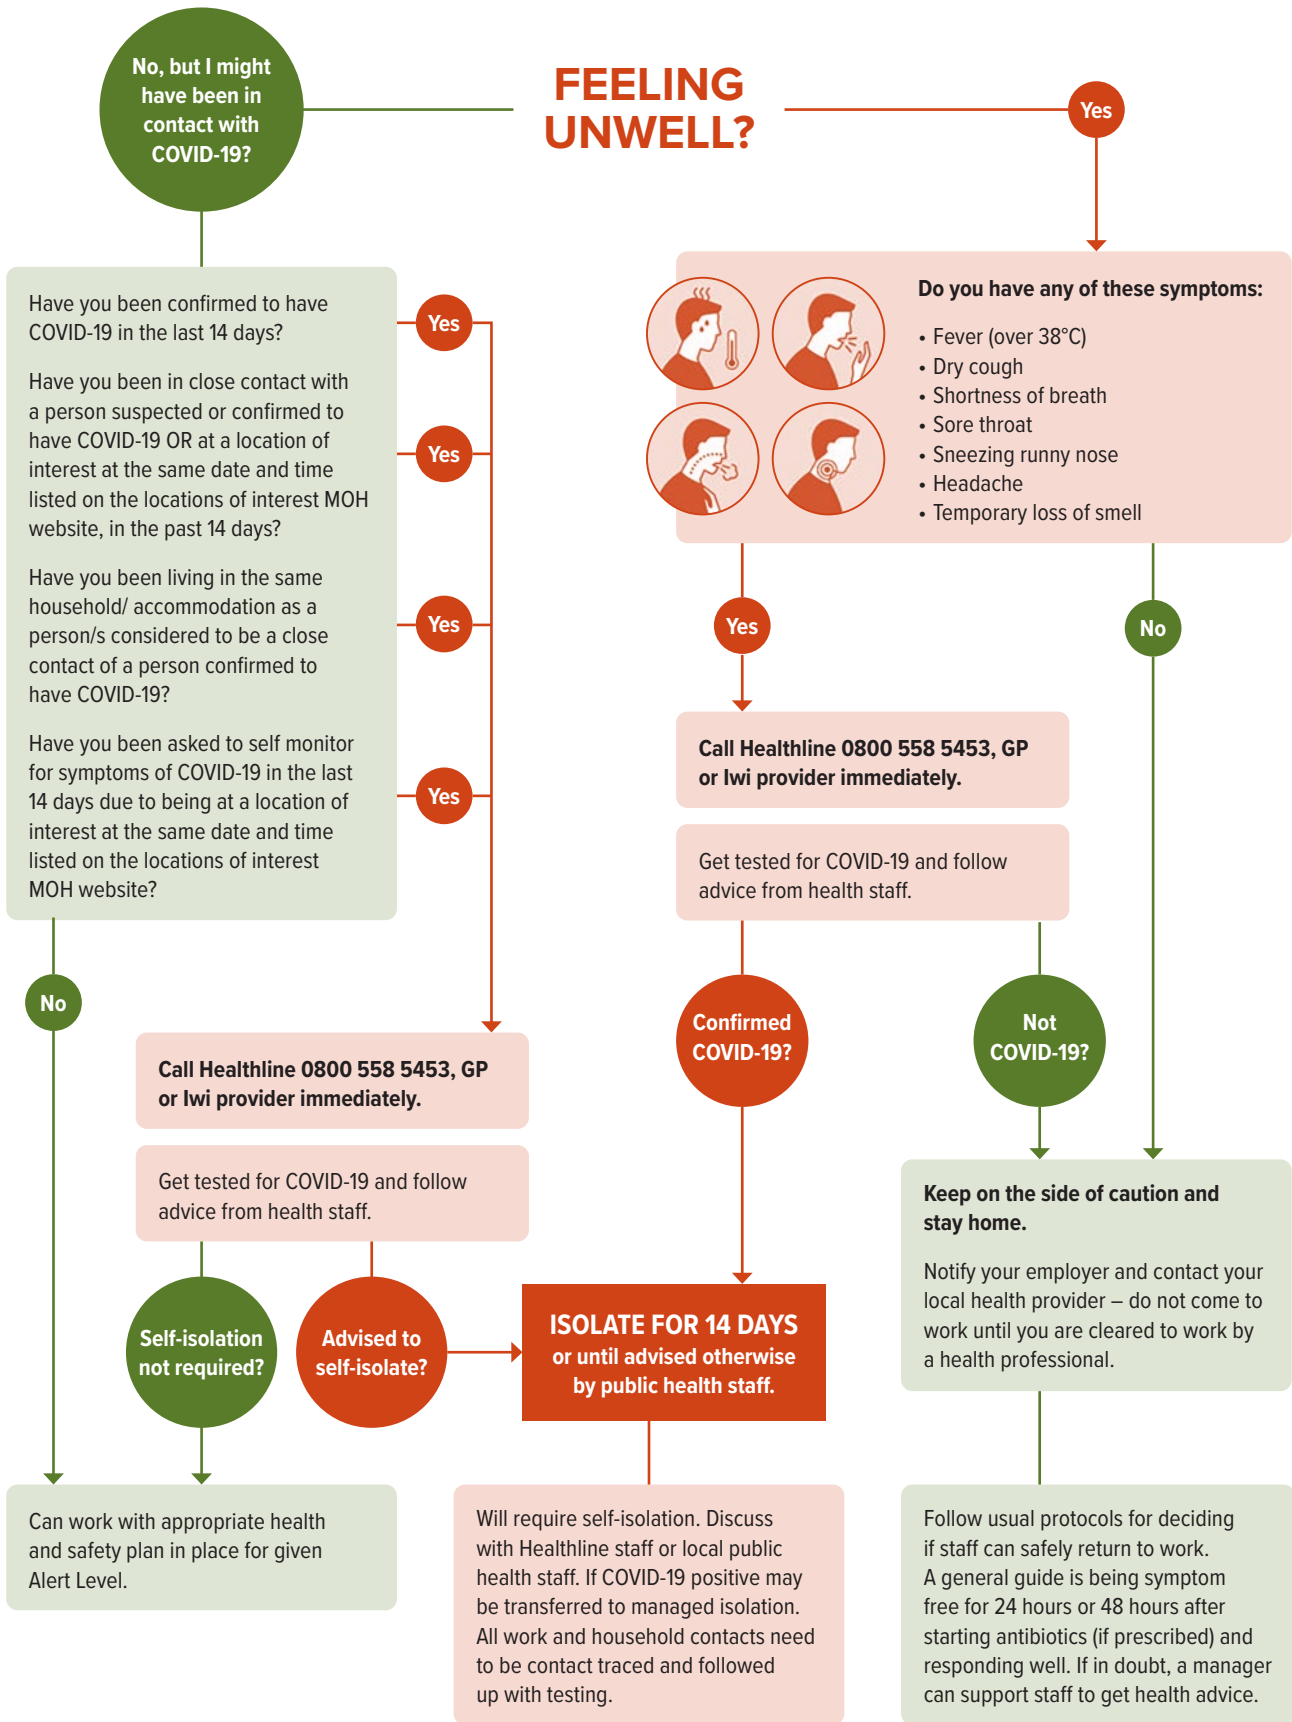 No, but I might
have been in
contact with
COVID-19?
FEELING
UNWELL?
Yes
Have you been confirmed to have
COVID-19 in the last 14 days?
Yes
Have you been in close contact with
a person suspected or confirmed to
have COVID-19 OR at a location of
interest at the same date and time
listed on the locations of interest MOH
website, in the past 14 days?
Yes
Have you been living in the same
household/ accommodation as a
person/s considered to be a close
contact of a person confirmed to
have COVID-19?
Yes
Have you been asked to self monitor
for symptoms of COVID-19 in the last
14 days due to being at a location of
interest at the same date and time
listed on the locations of interest
MOH website?
Yes
No
Call Healthline 0800 558 5453, GP
or Iwi provider immediately.
Get tested for COVID-19 and follow
advice from health staff.
Self-isolation
not required?
Advised to
self-isolate?
Can work with appropriate health
and safety plan in place for given
Alert Level.
Do you have any of these symptoms:
• Fever (over 38°C)
• Dry cough
• Shortness of breath
• Sore throat
• Sneezing runny nose
• Headache
• Temporary loss of smell
Yes
No
Call Healthline 0800 558 5453, GP
or Iwi provider immediately.
Get tested for COVID-19 and follow
advice from health staff.
Confirmed
COVID-19?
Not
COVID-19?
ISOLATE FOR 14 DAYS
or until advised otherwise
by public health staff.
Will require self-isolation. Discuss
with Healthline staff or local public
health staff. If COVID-19 positive may
be transferred to managed isolation.
All work and household contacts need
to be contact traced and followed
up with testing.
Keep on the side of caution and
stay home.
Notify your employer and contact your
local health provider – do not come to
work until you are cleared to work by
a health professional.
Follow usual protocols for deciding
if staff can safely return to work.
A general guide is being symptom
free for 24 hours or 48 hours after
starting antibiotics (if prescribed) and
responding well. If in doubt, a manager
can support staff to get health advice.